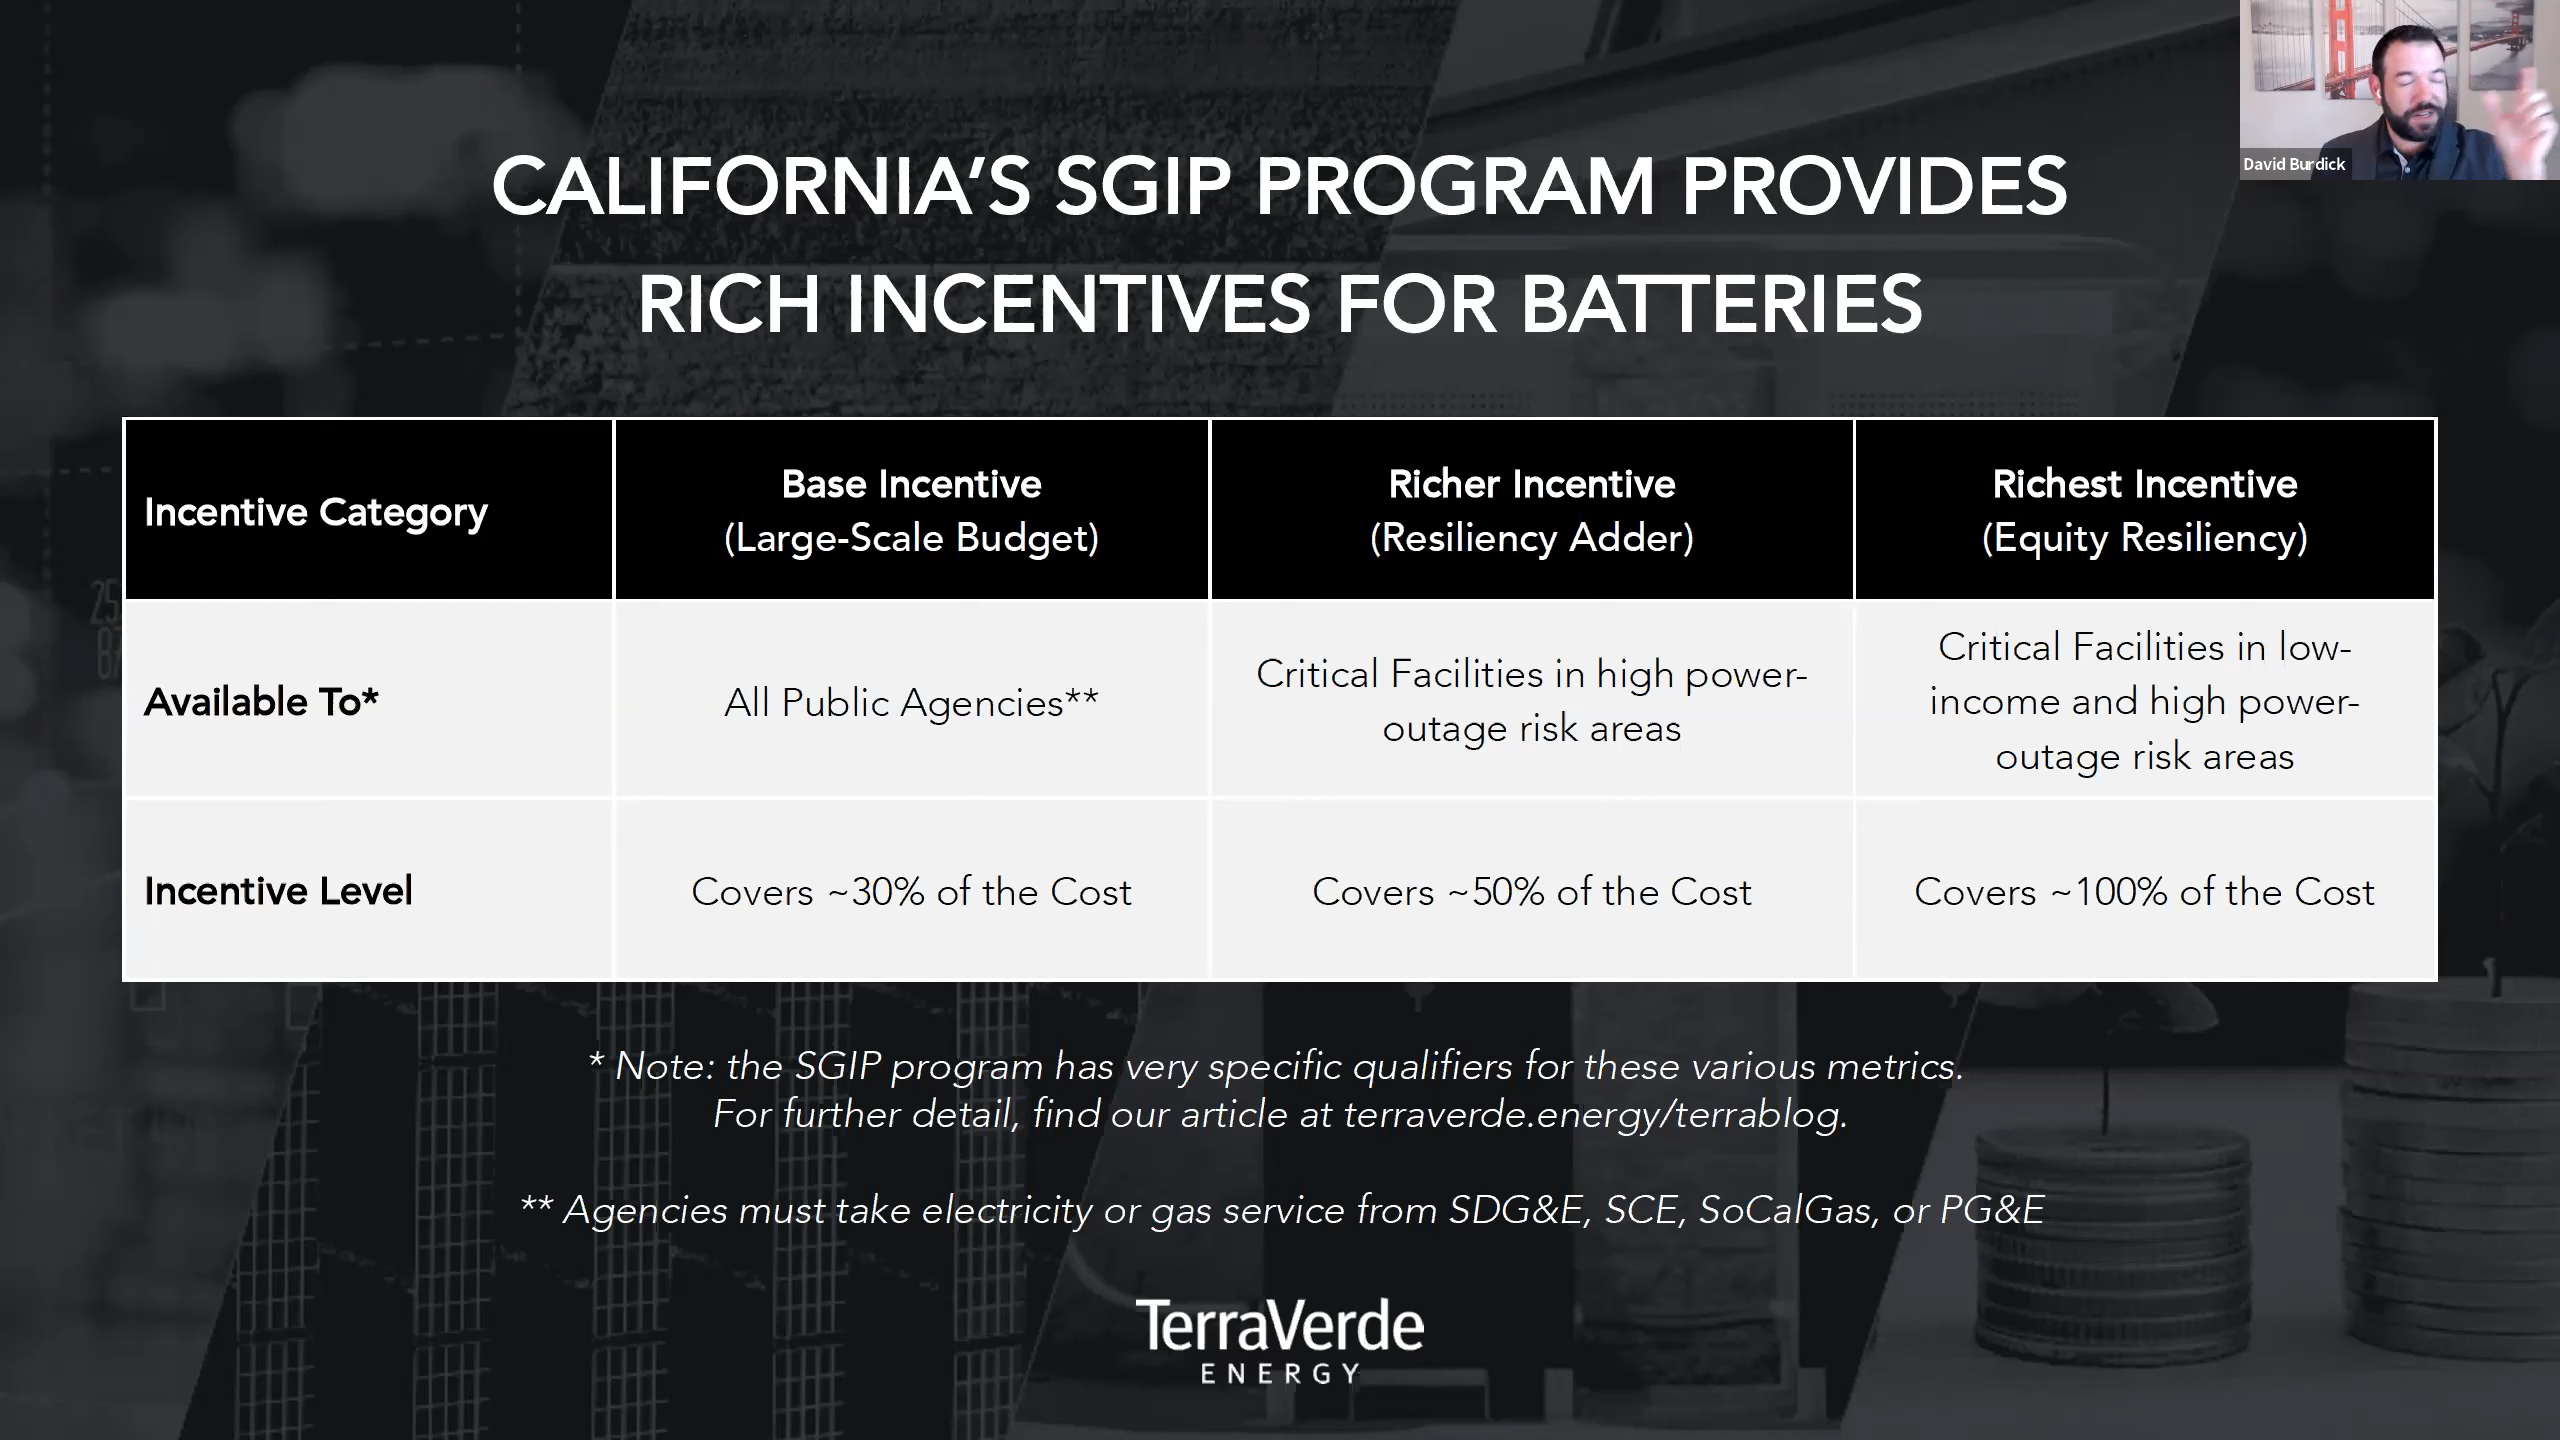 David Burdick
CALIFORNIA'S SGIP PROGRAM PROVIDES
RICH INCENTIVES FOR BATTERIES
Incentive Category
Base Incentive
(Large-Scale Budget)
Richer Incentive
(Resiliency Adder)
Richest Incentive
(Equity Resiliency)
Available To*
All Public Agencies**
Critical Facilities in high power-
outage risk areas
Critical Facilities in low-
income and high power-
outage risk areas
Incentive Level
Covers ~30% of the Cost
Covers ~50% of the Cost
Covers ~100% of the Cost
* Note: the SGIP program has very specific qualifiers for these various metrics.
For further detail, find our article at terraverde.energy/terrablog.
** Agencies must take electricity or gas service from SDG&E, SCE, SoCalGas, or PG&E
TerraVerde
ENERGY